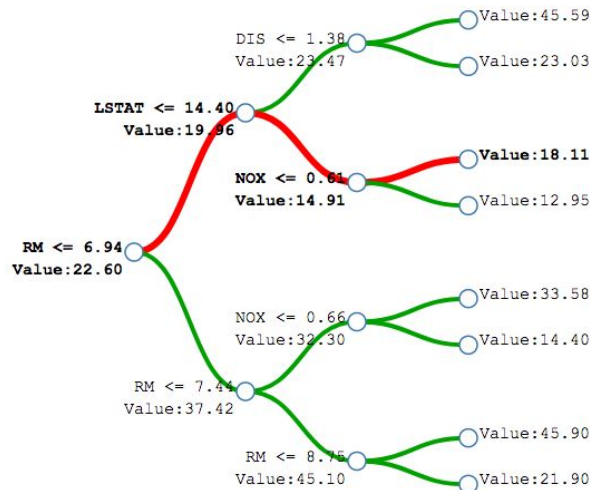 Value:45.59
DIS <= 1.38
Value:23.47
Value:23.03
LSTAT <= 14.40
Value:19.96
Value:18.11
NOX <= 0.61
Value:14.91
Value:12.95
RM <= 6.94
Value:22.60
Value:33.58
NOX <= 0.66
Value:32.30
Value:14.40
RM <= 7.44
Value:37.42
Value:45.90
RM <= 8.75
Value:45.10
Value:21.90